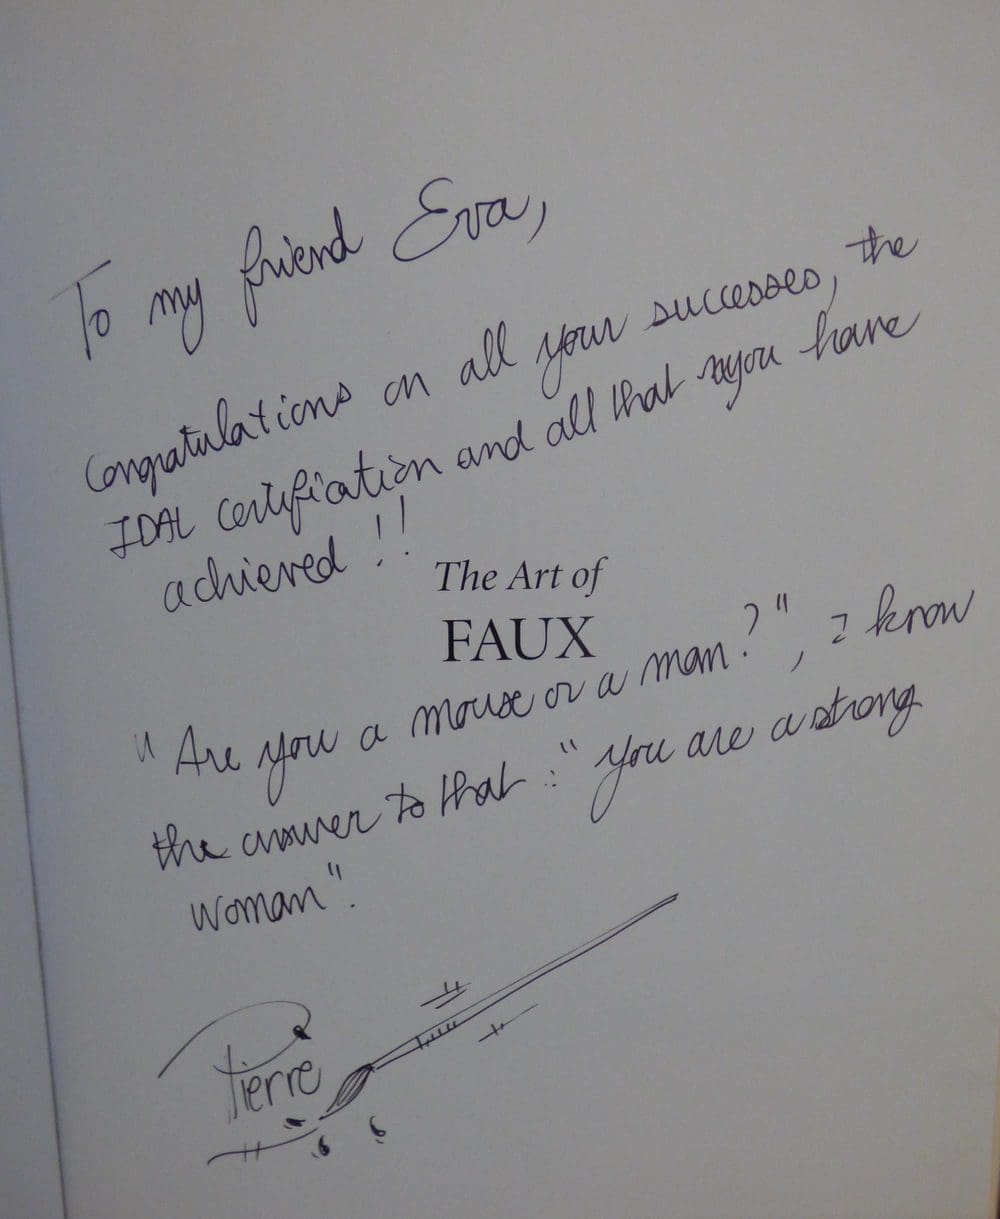 To my friend Eva,
Congratulations on all your successes, the
IDAL certification and all that you have
achieved !!
The Art of
FAUX
"Are you a mouse or a man?", I know
the answer to that : "you are a strong
woman".
Pierre